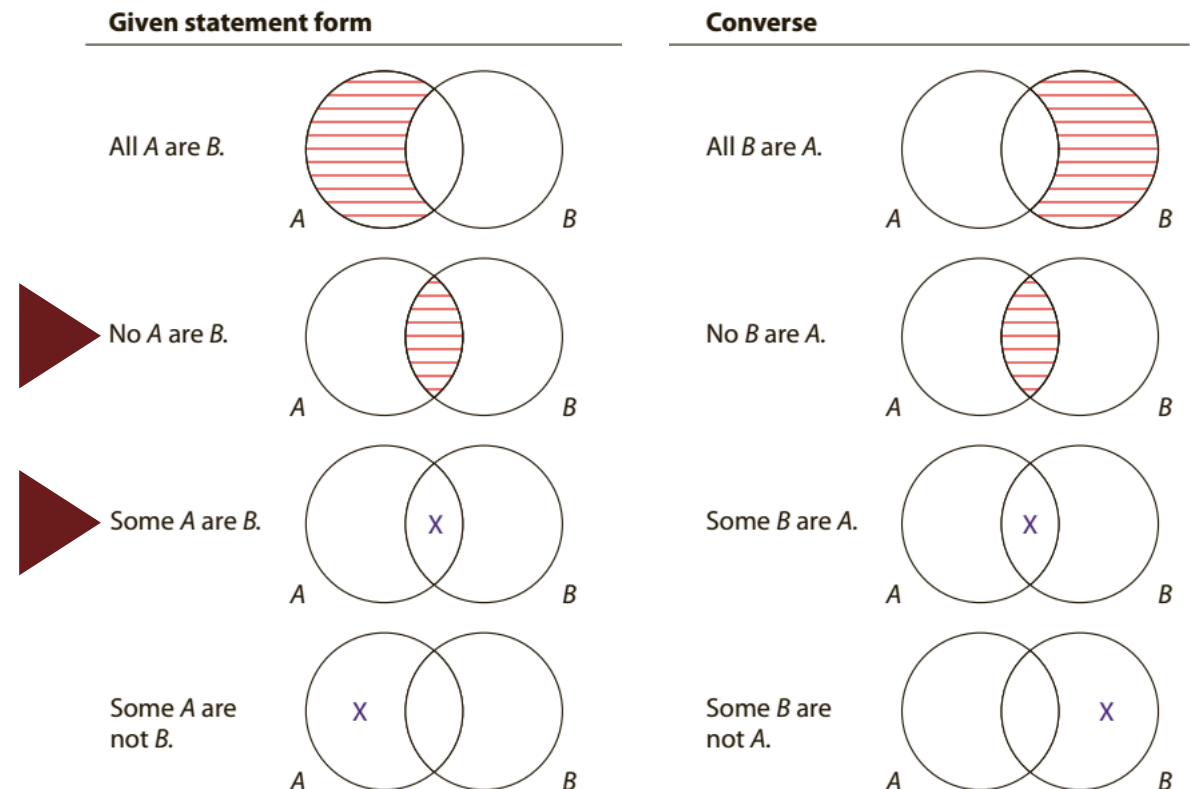 Given statement form
Converse
All A are B.
A
B
All B are A.
A
B
No A are B.
A
B
No B are A.
A
B
Some A are B.
X
A
B
Some B are A.
X
A
B
Some A are
not B.
X
A
B
Some B are
not A.
X
A
B